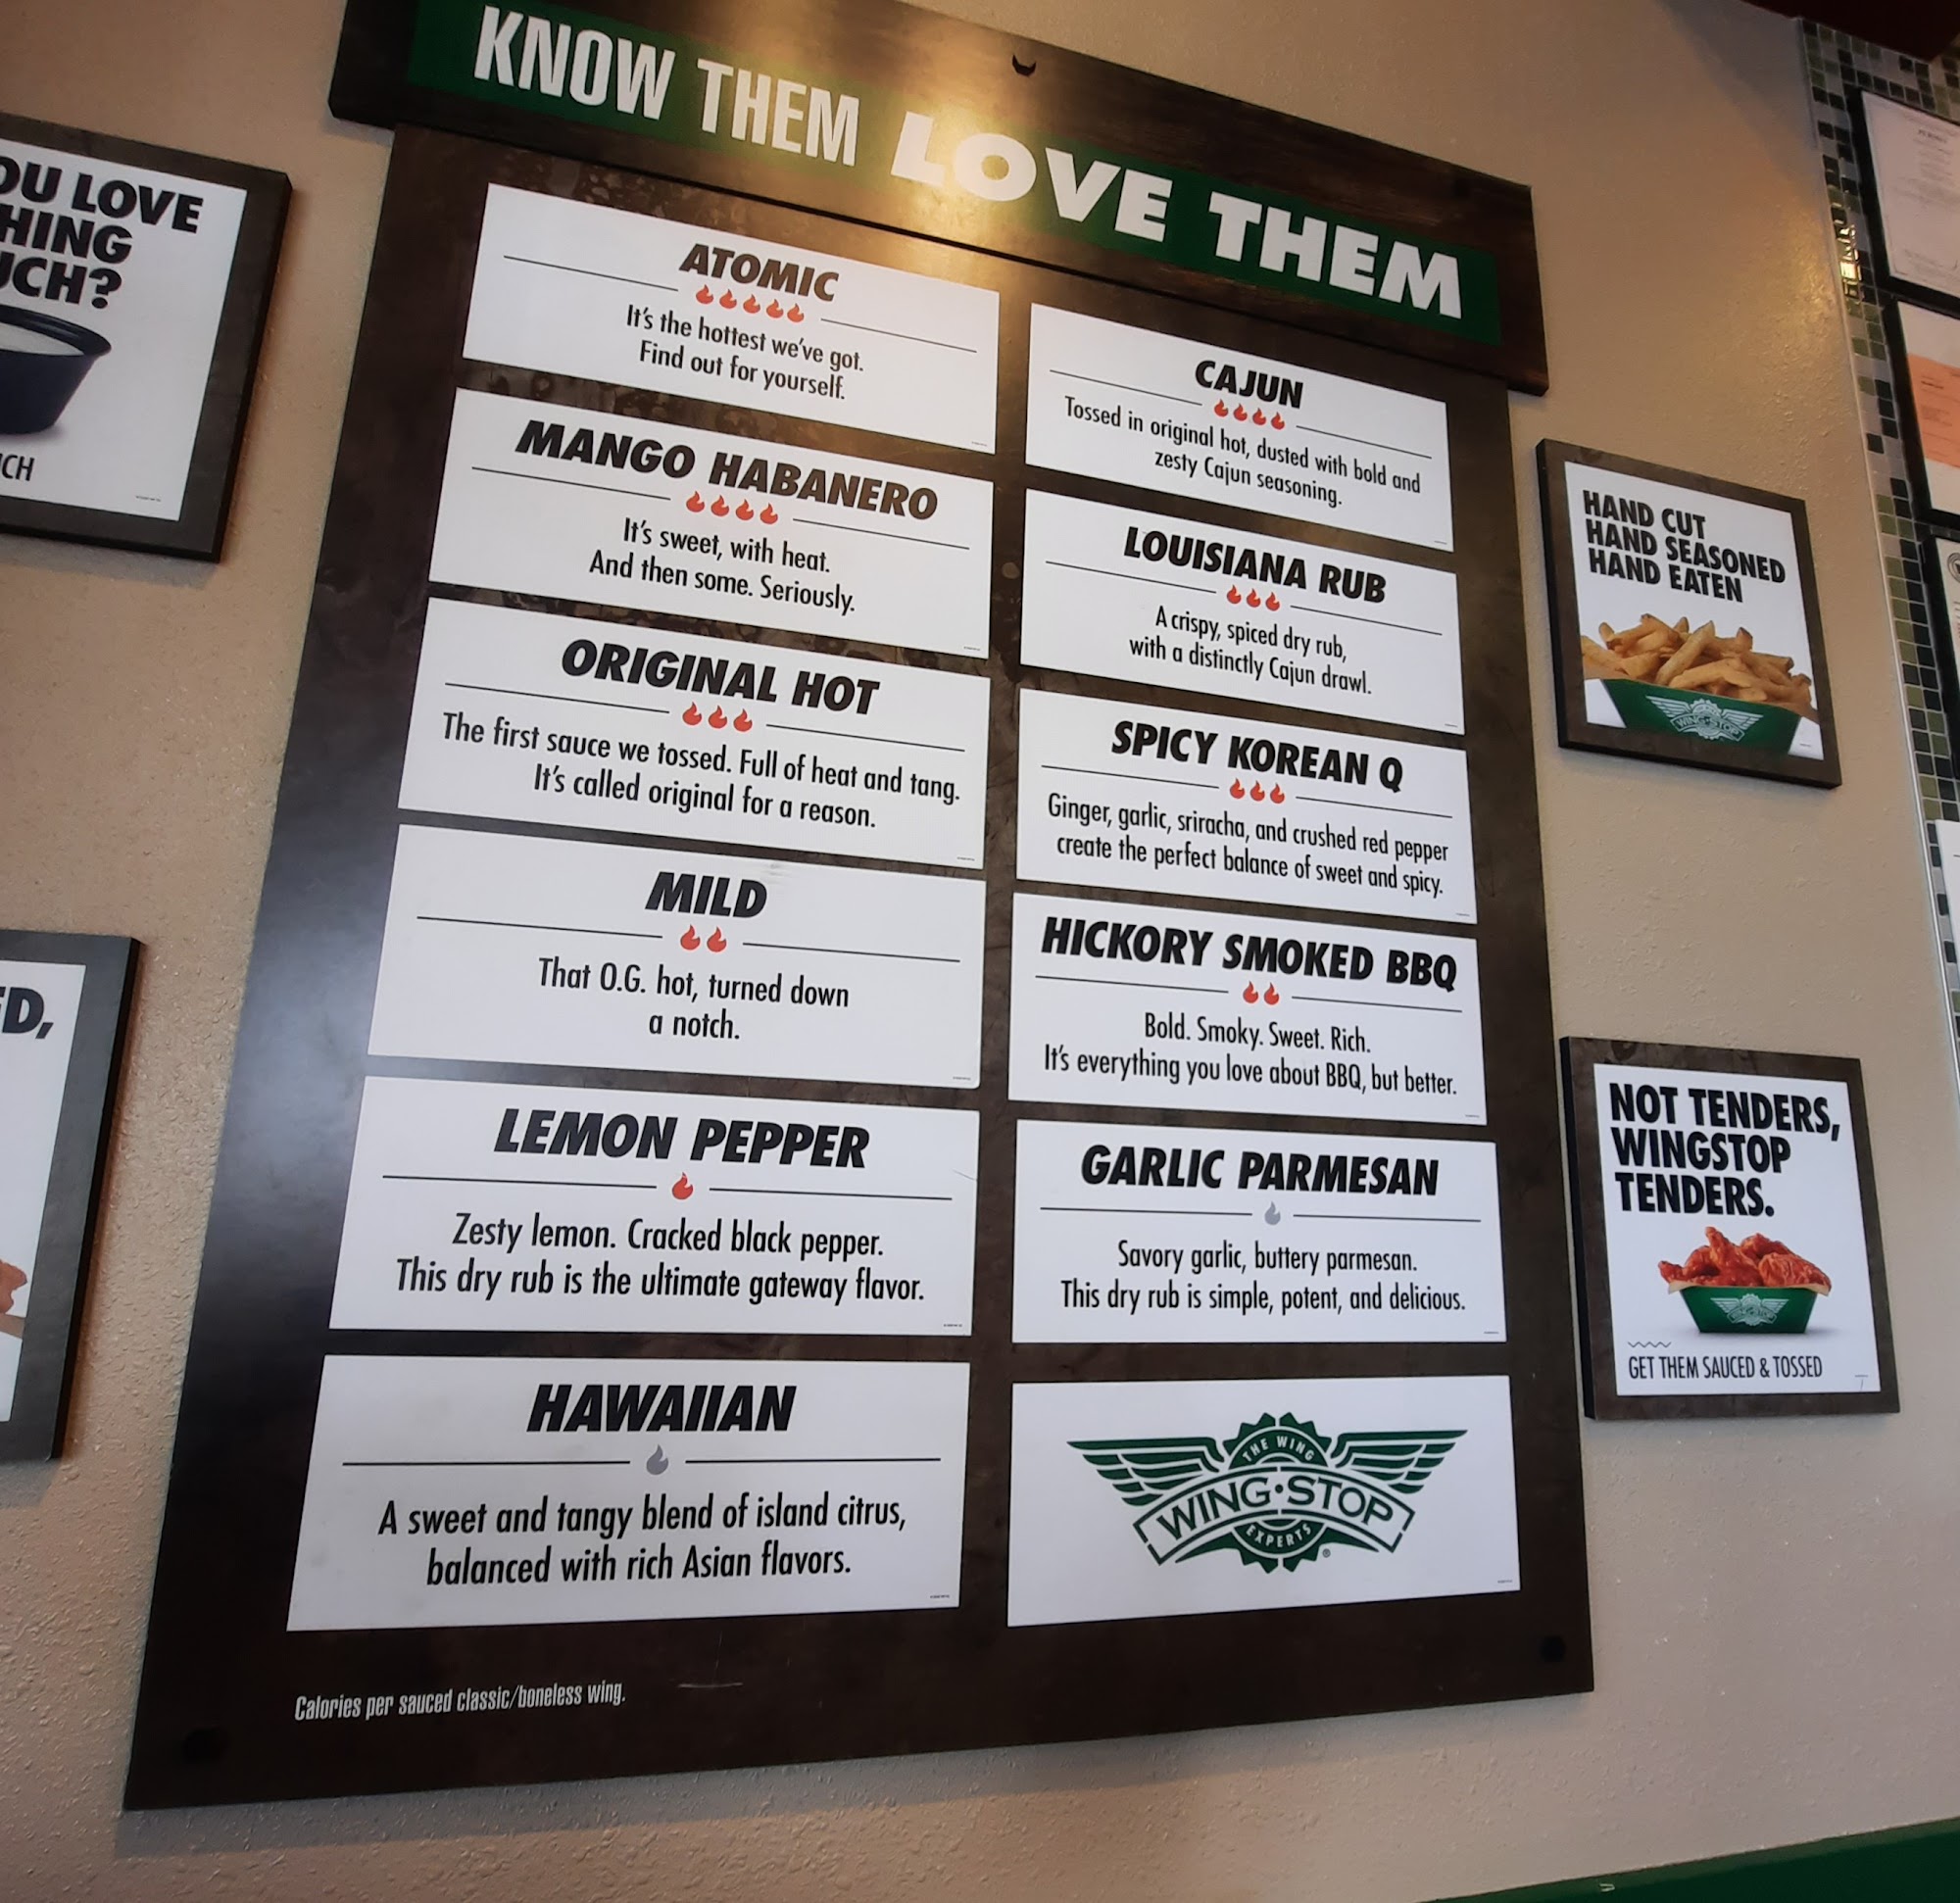 KNOW THEM LOVE THEM
ATOMIC
It's the hottest we've got.
Find out for yourself.
MANGO HABANERO
It's sweet, with heat.
And then some. Seriously.
ORIGINAL HOT
The first sauce we tossed. Full of heat and tang.
It's called original for a reason.
MILD
That O.G. hot, turned down
a notch.
LEMON PEPPER
Zesty lemon. Cracked black pepper.
This dry rub is the ultimate gateway flavor.
HAWAIIAN
A sweet and tangy blend of island citrus,
balanced with rich Asian flavors.
CAJUN
Tossed in original hot, dusted with bold and
zesty Cajun seasoning.
LOUISIANA RUB
A crispy, spiced dry rub,
with a distinctly Cajun drawl.
SPICY KOREAN Q
Ginger, garlic, sriracha, and crushed red pepper
create the perfect balance of sweet and spicy.
HICKORY SMOKED BBQ
Bold. Smoky. Sweet. Rich.
It's everything you love about BBQ, but better.
GARLIC PARMESAN
Savory garlic, buttery parmesan.
This dry rub is simple, potent, and delicious.
THE WING
WING·STOP
EXPERTS
®
Calories per sauced classic/boneless wing.
OU LOVE
HING
UCH?
CH
ED,
HAND CUT
HAND SEASONED
HAND EATEN
WING·STOP
NOT TENDERS,
WINGSTOP
TENDERS.
GET THEM SAUCED & TOSSED